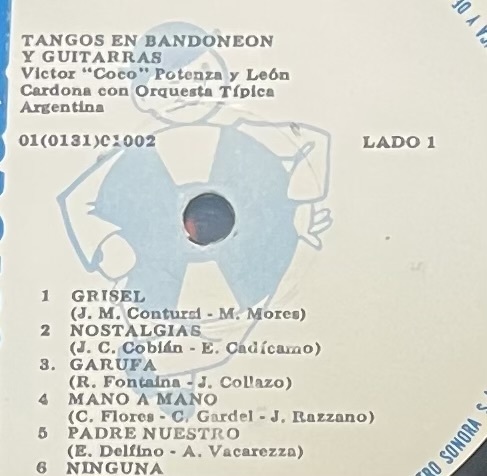 TANGOS EN BANDONEON
Y GUITARRAS
Victor "Coco" Potenza y León
Cardona con Orquesta Típica
Argentina
01(0131)01002
LADO 1
1 GRISEL
(J. M. Contursi - M. Mores)
2 NOSTALGIAS
(J. C. Cobián - E. Cadícamo)
3. GARUFA
(R. Fontaina - J. Collazo)
4 MANO A MANO
(C. Flores - C. Gardel - J. Razzano)
5 PADRE NUESTRO
(E. Delfino - A. Vacarezza)
6 NINGUNA
SONORA